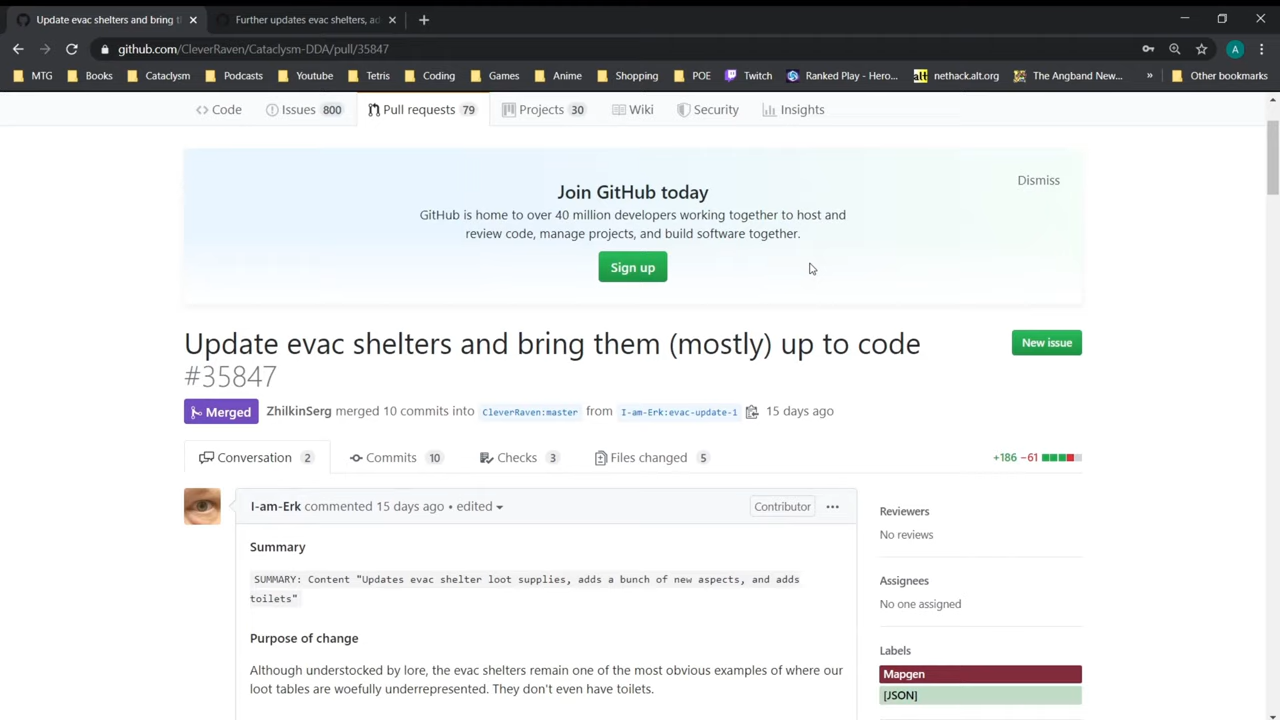 Update evac shelters and bring t
Further updates evac shelters, ad
github.com/CleverRaven/Cataclysm-DDA/pull/35847
A
MTG Books Cataclysm Podcasts Youtube Tetris Coding Games Anime Shopping POE Twitch Ranked Play - Hero... alt nethack.alt.org The Angband New... » Other bookmarks
Code Issues 800 Pull requests 79 Projects 30 Wiki Security Insights
Join GitHub today
Dismiss
GitHub is home to over 40 million developers working together to host and
review code, manage projects, and build software together.
Sign up
Update evac shelters and bring them (mostly) up to code
#35847
New issue
Merged ZhilkinSerg merged 10 commits into CleverRaven:master from I-am-Erk:evac-update-1 15 days ago
Conversation 2 Commits 10 Checks 3 Files changed 5 +186 −61
I-am-Erk commented 15 days ago • edited
Contributor
Summary
SUMMARY: Content "Updates evac shelter loot supplies, adds a bunch of new aspects, and adds
toilets"
Purpose of change
Although understocked by lore, the evac shelters remain one of the most obvious examples of where our
loot tables are woefully underrepresented. They don't even have toilets.
Reviewers
No reviews
Assignees
No one assigned
Labels
Mapgen
[JSON]